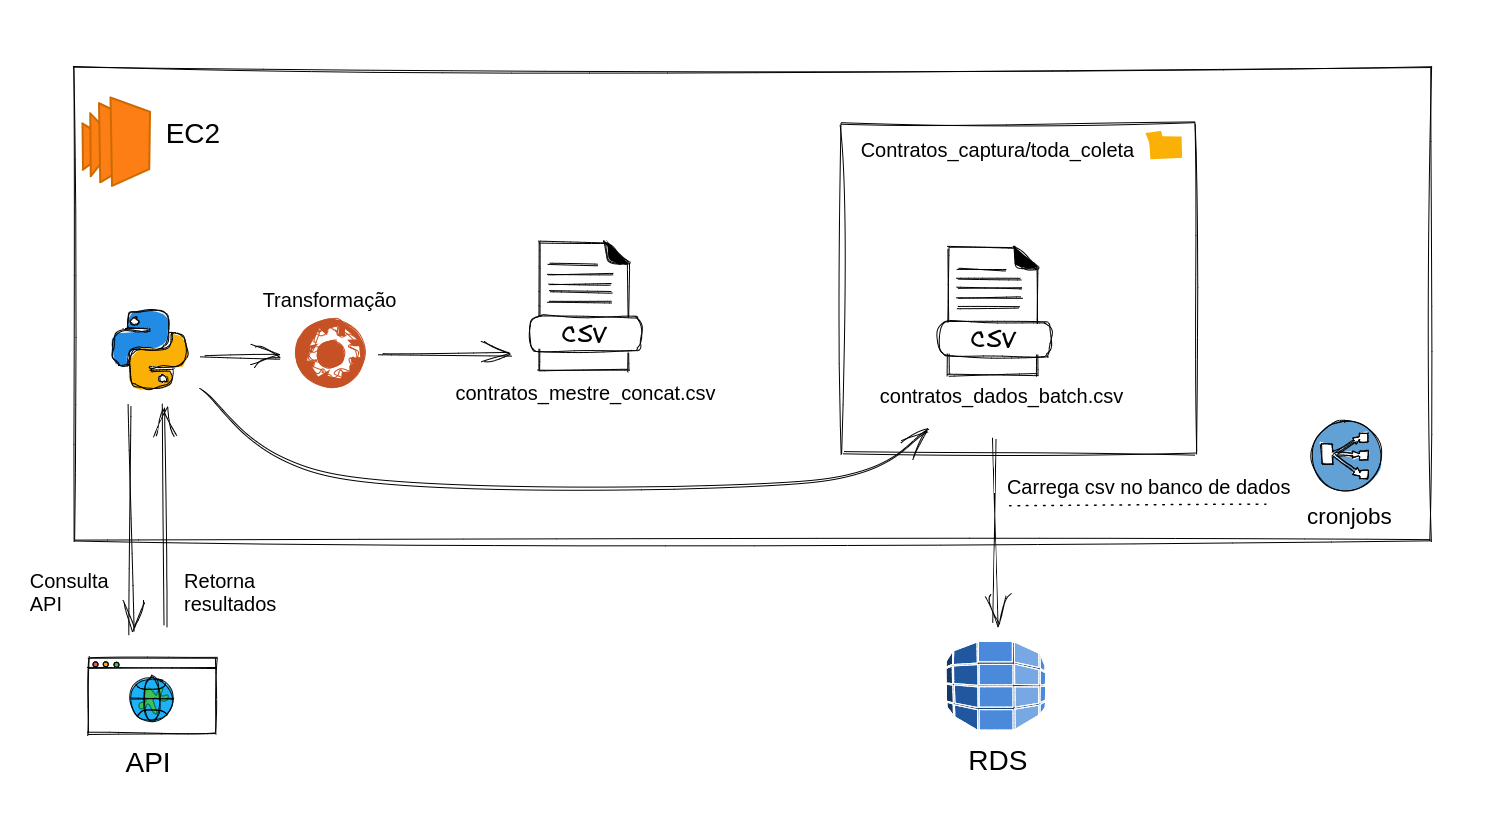 EC2
Contratos_captura/toda_coleta
Transformação
CSV
CSV
contratos_mestre_concat.csv
contratos_dados_batch.csv
Carrega csv no banco de dados
cronjobs
Consulta
API
Retorna
resultados
API
RDS